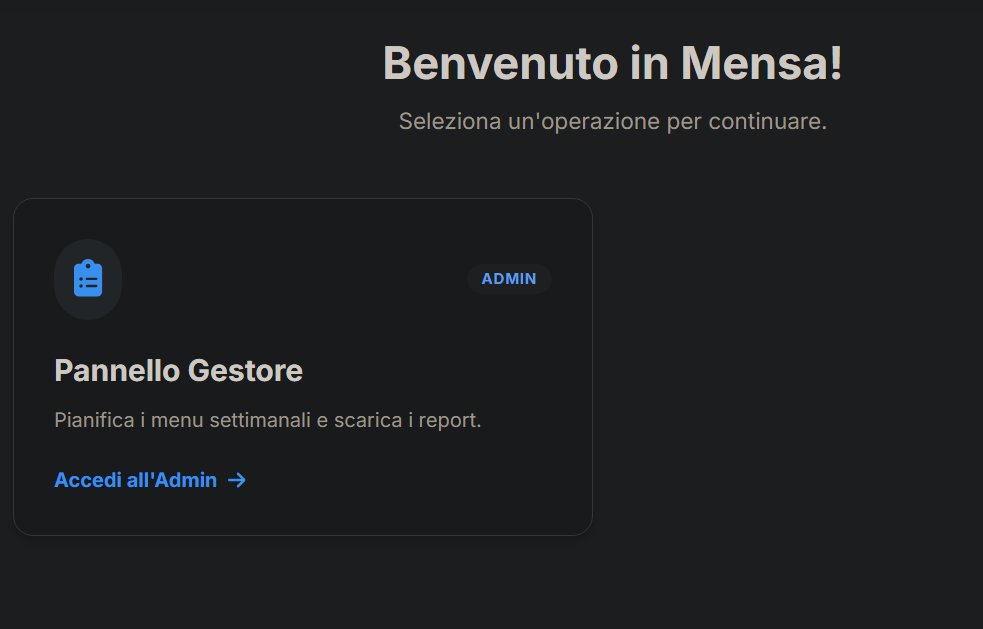 Benvenuto in Mensa!
Seleziona un'operazione per continuare.
ADMIN
Pannello Gestore
Pianifica i menu settimanali e scarica i report.
Accedi all'Admin →